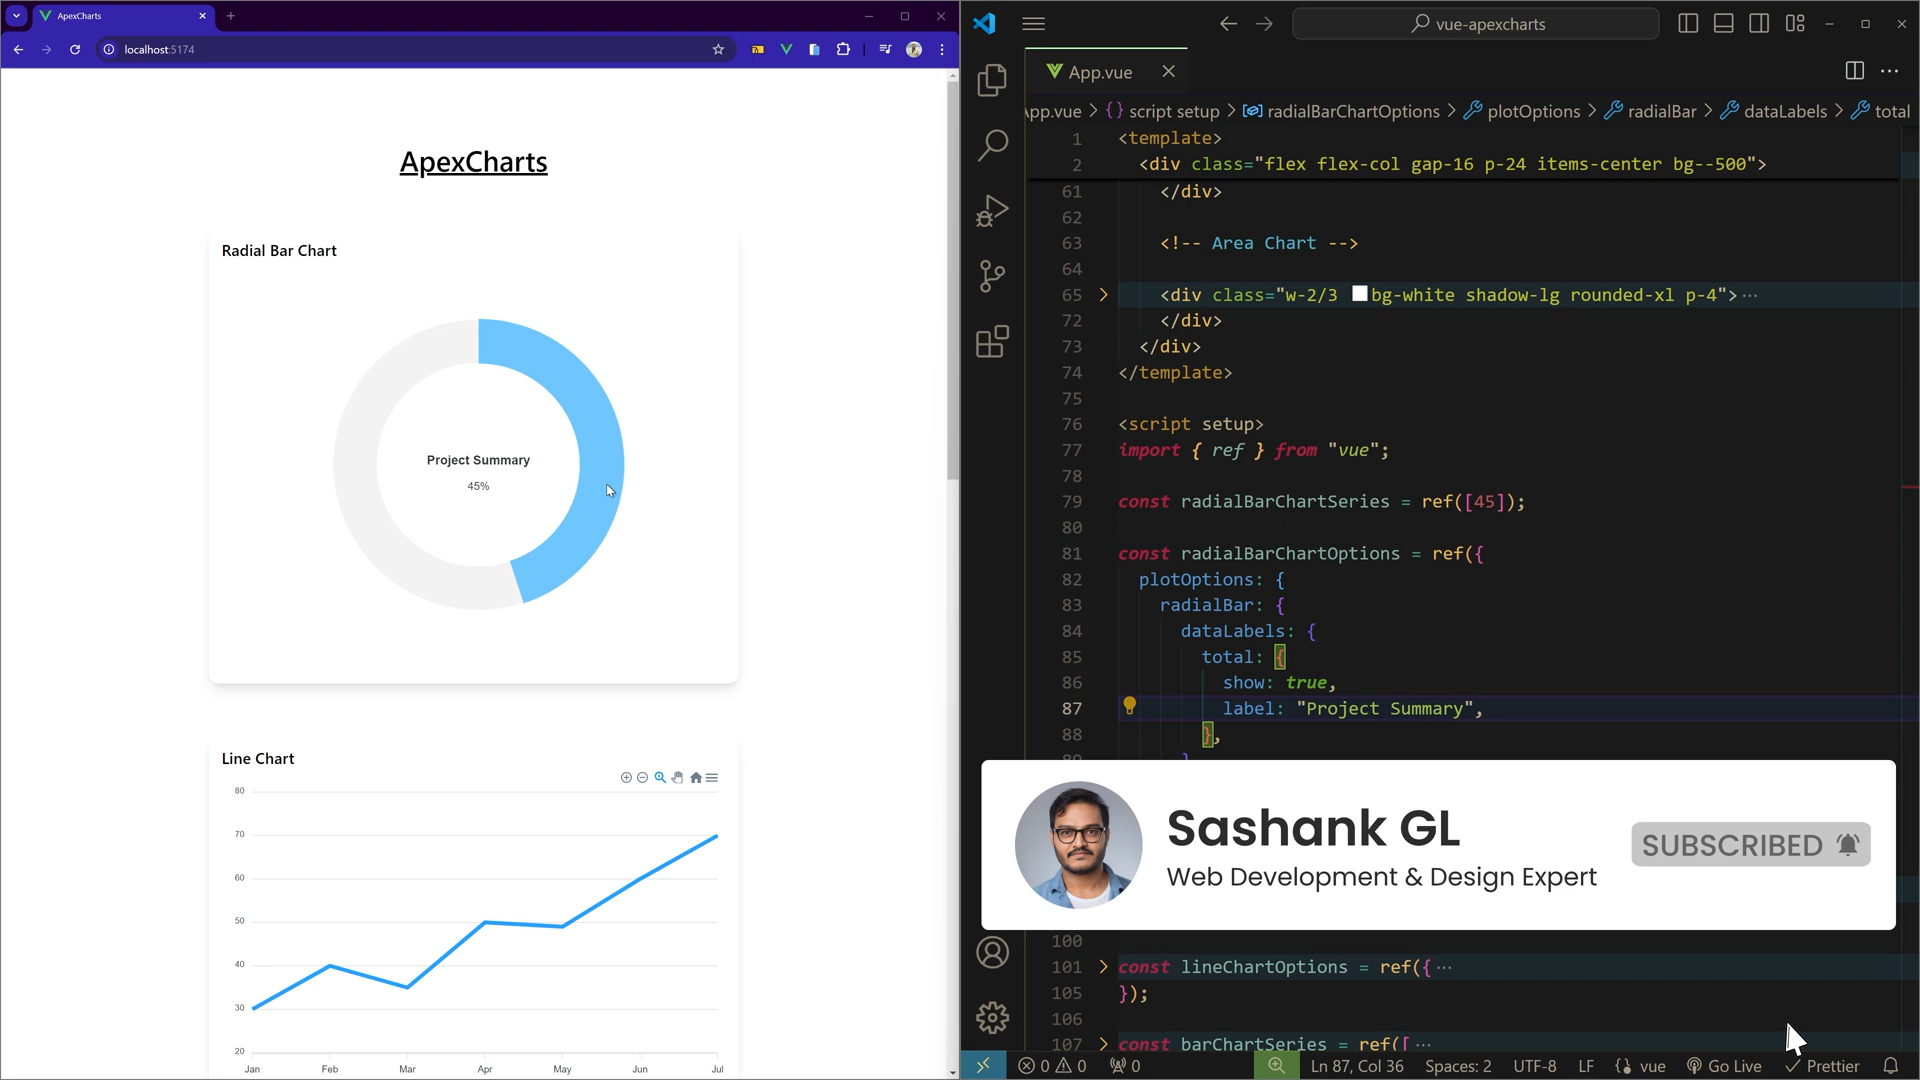 ApexCharts
localhost:5174
ApexCharts
Radial Bar Chart
Project Summary
45%
Line Chart
80
70
60
50
40
30
20
Jan Feb Mar Apr May Jun Jul
vue-apexcharts
App.vue
App.vue > {} script setup > radialBarChartOptions > plotOptions > radialBar > dataLabels > total
1 <template>
2 <div class="flex flex-col gap-16 p-24 items-center bg--500">
61 </div>
62
63 <!-- Area Chart -->
64
65 <div class="w-2/3 bg-white shadow-lg rounded-xl p-4">···
72 </div>
73 </div>
74 </template>
75
76 <script setup>
77 import { ref } from "vue";
78
79 const radialBarChartSeries = ref([45]);
80
81 const radialBarChartOptions = ref({
82 plotOptions: {
83 radialBar: {
84 dataLabels: {
85 total: {
86 show: true,
87 label: "Project Summary",
88 },
Sashank GL
Web Development & Design Expert
SUBSCRIBED
100
101 const lineChartOptions = ref({···
105 });
106
107 const barChartSeries = ref([···
0 0 0 Ln 87, Col 36 Spaces: 2 UTF-8 LF {} vue Go Live Prettier